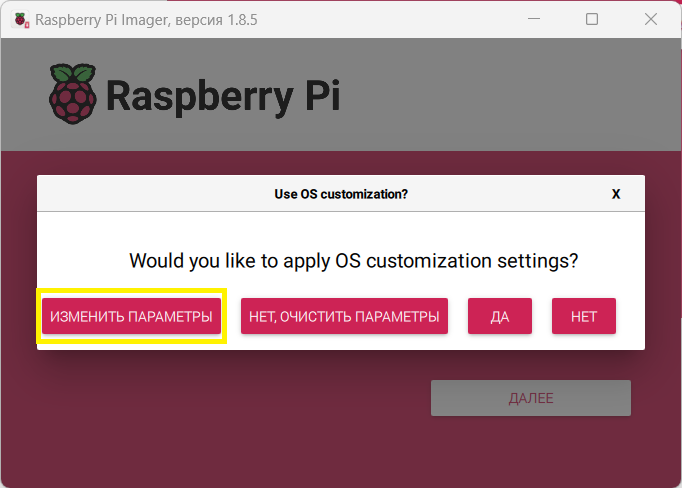 Raspberry Pi Imager, версия 1.8.5
Raspberry Pi
Use OS customization?
X
Would you like to apply OS customization settings?
ИЗМЕНИТЬ ПАРАМЕТРЫ
НЕТ, ОЧИСТИТЬ ПАРАМЕТРЫ
ДА
НЕТ
ДАЛЕЕ